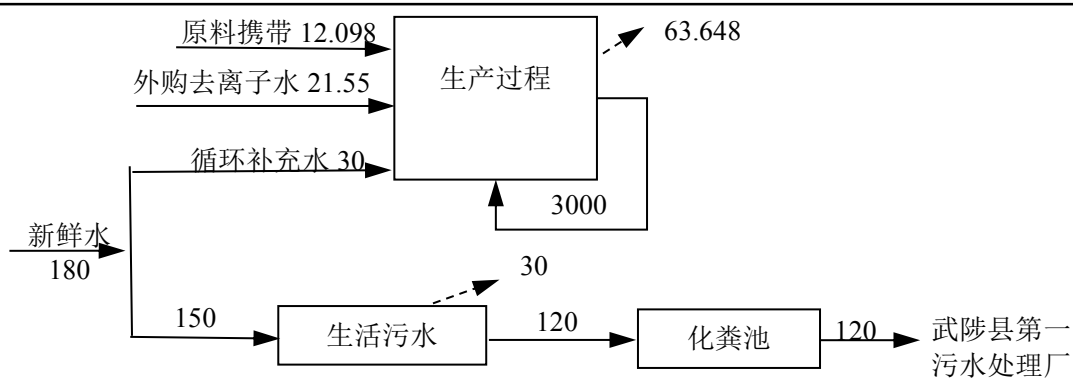 原料携带 12.098
63.648
生产过程
外购去离子水 21.55
循环补充水 30
3000
新鲜水
180
30
150
生活污水
120
化粪池
120
武陟县第一
污水处理厂